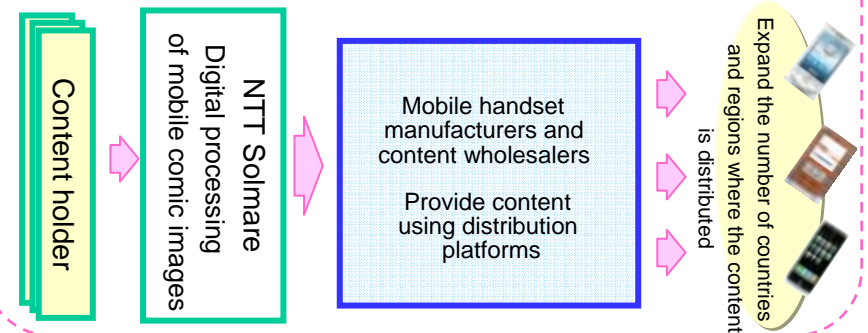 Content holder
NTT Solmare
Digital processing
of mobile comic images
Mobile handset
manufacturers and
content wholesalers
Provide content
using distribution
platforms
Expand the number of countries
and regions where the content
is distributed